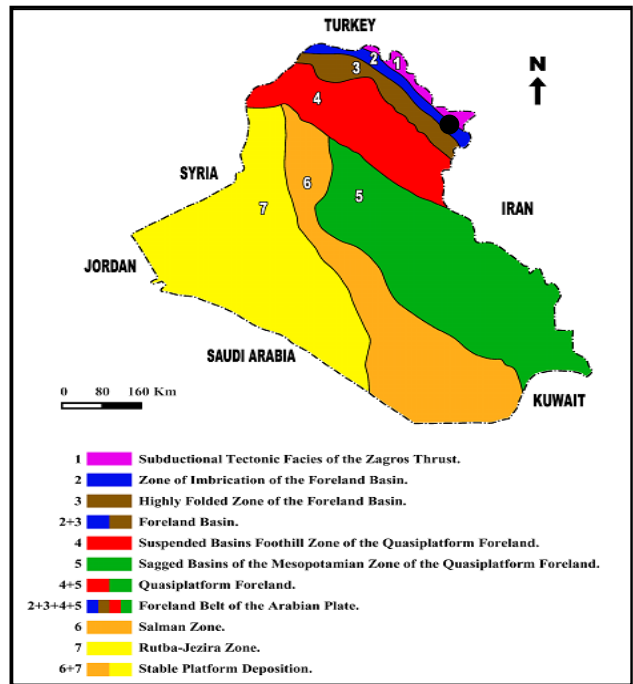 TURKEY
N
1
2
3
4
SYRIA
6
5
7
IRAN
JORDAN
SAUDI ARABIA
KUWAIT
0 80 160 Km
1 Subductional Tectonic Facies of the Zagros Thrust.
2 Zone of Imbrication of the Foreland Basin.
3 Highly Folded Zone of the Foreland Basin.
2+3 Foreland Basin.
4 Suspended Basins Foothill Zone of the Quasiplatform Foreland.
5 Sagged Basins of the Mesopotamian Zone of the Quasiplatform Foreland.
4+5 Quasiplatform Foreland.
2+3+4+5 Foreland Belt of the Arabian Plate.
6 Salman Zone.
7 Rutba-Jezira Zone.
6+7 Stable Platform Deposition.